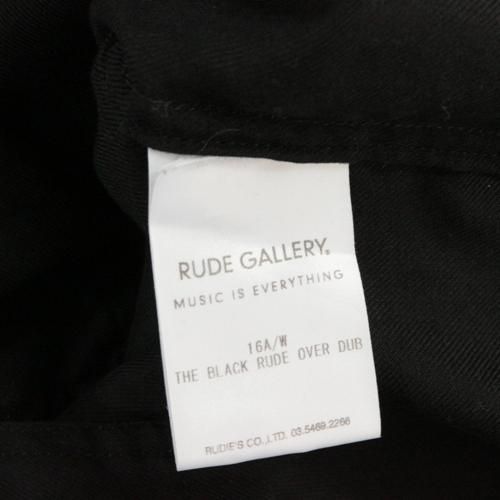 RUDE GALLERY®
MUSIC IS EVERYTHING
16A/W
THE BLACK RUDE OVER DUB
RUDIE'S CO.,LTD. 03.5469.2266